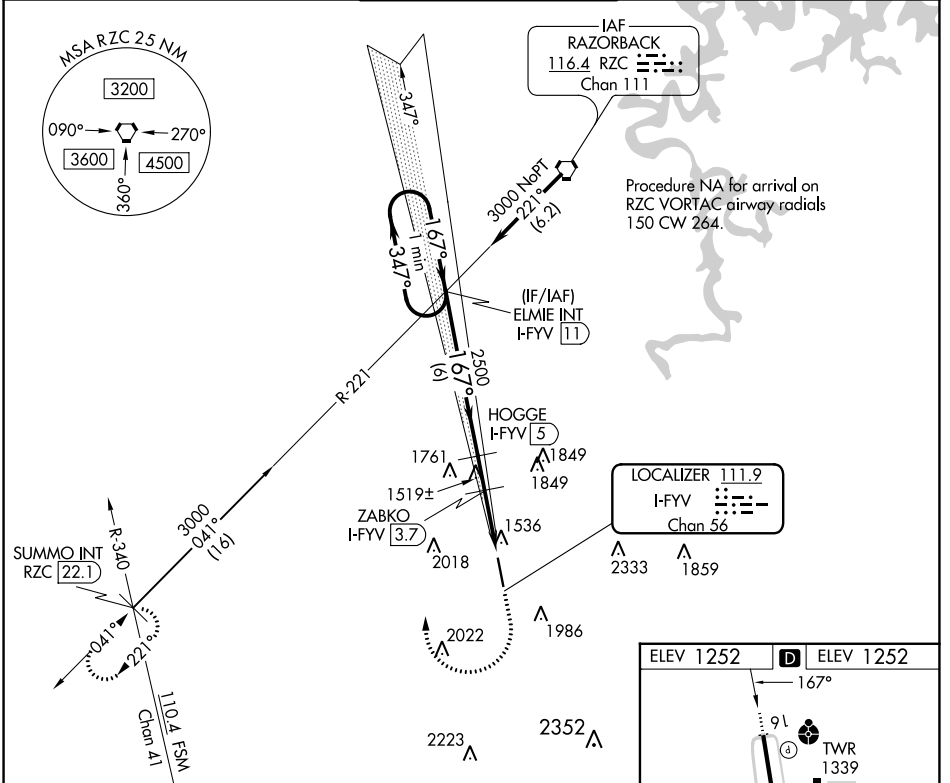 MSA RZC 25 NM
3200
090°
270°
3600
4500
360°
347°
IAF
RAZORBACK
116.4 RZC
Chan 111
3000 NoPT
221°
(6.2)
Procedure NA for arrival on
RZC VORTAC airway radials
150 CW 264.
167°
1 min
347°
(IF/IAF)
ELMIE INT
I-FYV 11
R-221
2500
167°
(6)
HOGGE
I-FYV 5
1761
1849
1849
1519±
ZABKO
I-FYV 3.7
1536
2018
LOCALIZER 111.9
I-FYV
Chan 56
2333
1859
3000
041°
(16)
R-340
SUMMO INT
RZC 22.1
041°
221°
110.4 FSM
Chan 41
2022
1986
2223
2352
ELEV 1252
D
ELEV 1252
167°
16
P
TWR
1339